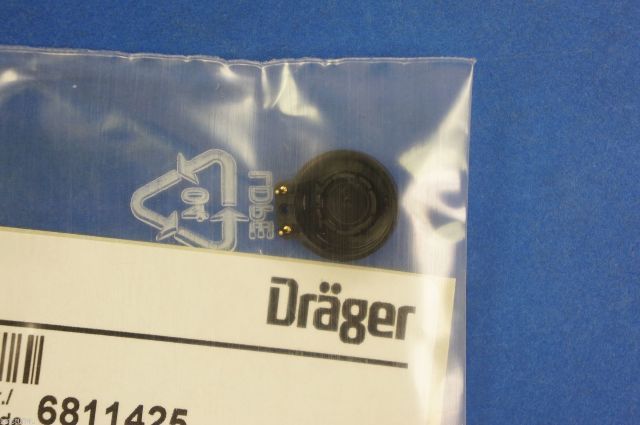 04
LDPE
Dräger
r./
d.
6811425